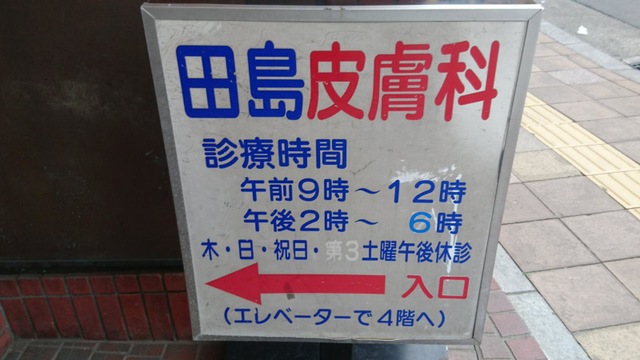 田島皮膚科
診療時間
午前9時～12時
午後2時～ 6時
木・日・祝日・第3土曜午後休診
入口
(エレベーターで4階へ)